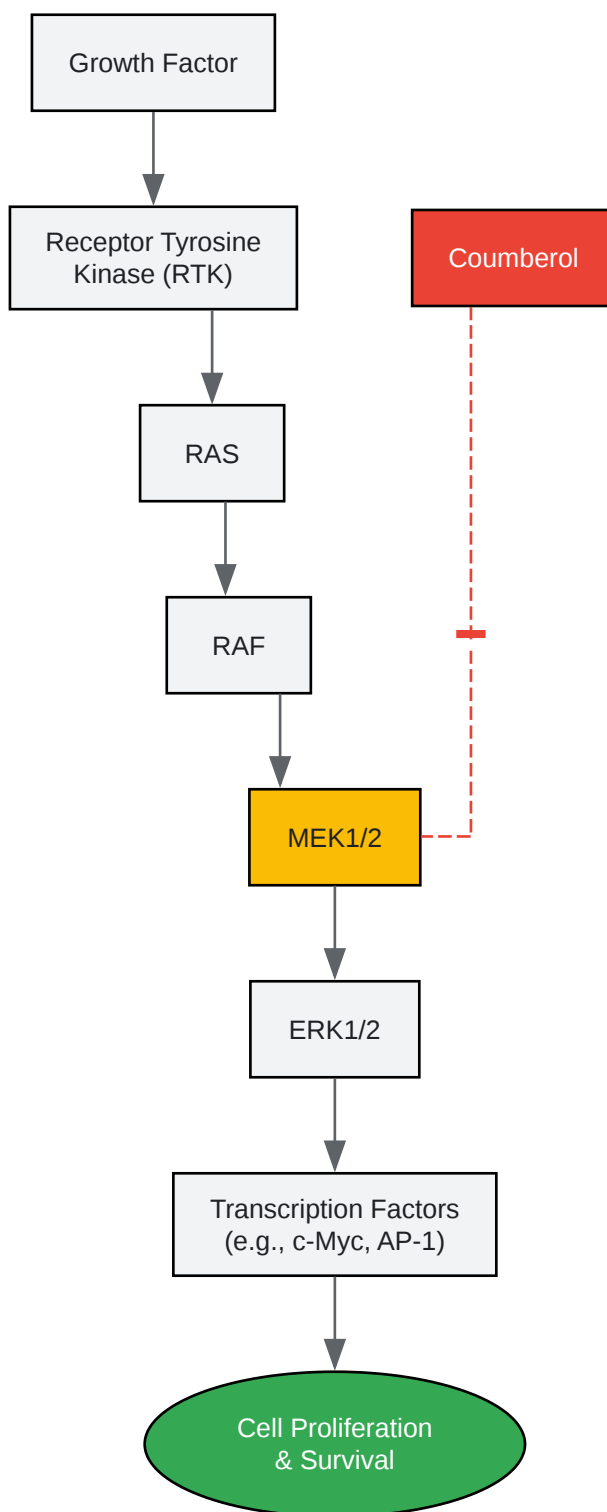 Growth Factor
Receptor Tyrosine
Kinase (RTK)
Coumberol
RAS
RAF
MEK1/2
ERK1/2
Transcription Factors
(e.g., c-Myc, AP-1)
Cell Proliferation
& Survival